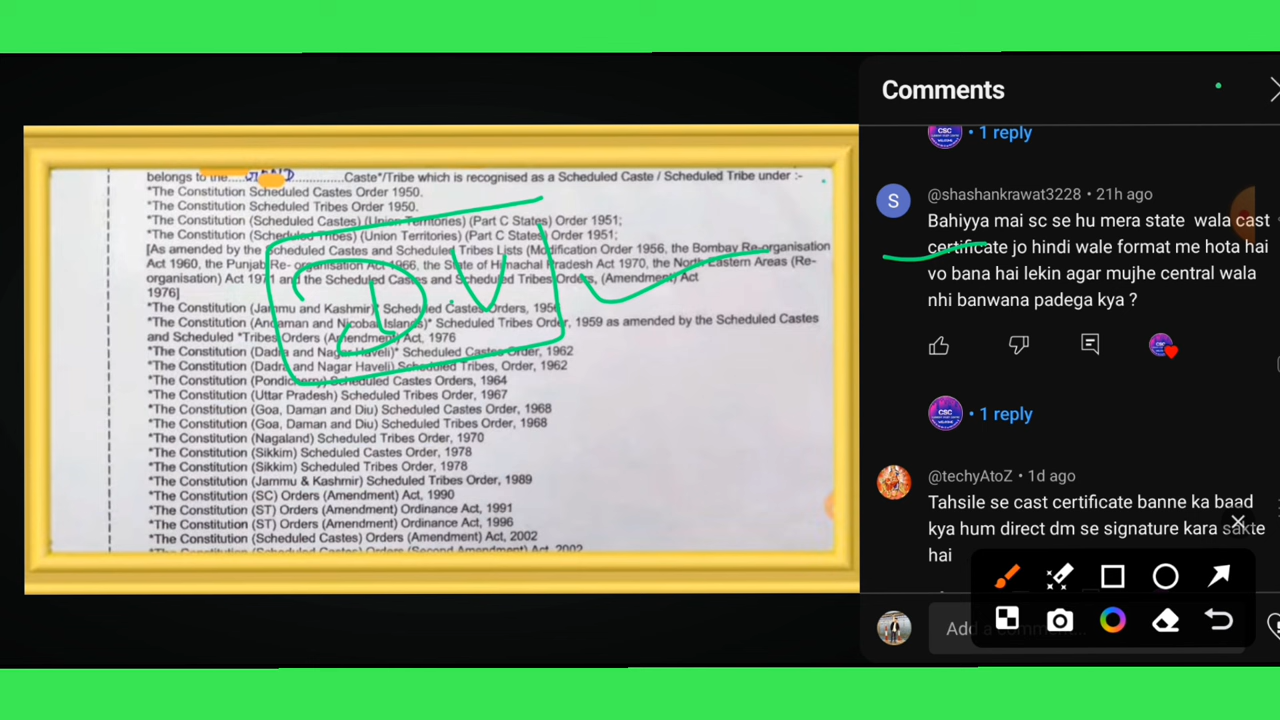 belongs to the.... ................Caste*/Tribe which is recognised as a Scheduled Caste / Scheduled Tribe under :-
*The Constitution Scheduled Castes Order 1950.
*The Constitution Scheduled Tribes Order 1950.
*The Constitution (Scheduled Castes) (Union Territories) (Part C States) Order 1951;
*The Constitution (Scheduled Tribes) (Union Territories) (Part C States) Order 1951;
[As amended by the Scheduled Castes and Scheduled Tribes Lists (Modification Order 1956, the Bombay Re-organisation
Act 1960, the Punjab Re- organisation Act 1966, the State of Himachal Pradesh Act 1970, the North Eastern Areas (Re-
organisation) Act 1971 and the Scheduled Castes and Scheduled Tribes Orders, (Amendment) Act
1976]
*The Constitution (Jammu and Kashmir)* Scheduled Castes Orders, 1956
*The Constitution (Andaman and Nicobar Islands)* Scheduled Tribes Order, 1959 as amended by the Scheduled Castes
and Scheduled *Tribes Orders (Amendment) Act, 1976
*The Constitution (Dadra and Nagar Haveli)* Scheduled Castes Order, 1962
*The Constitution (Dadra and Nagar Haveli) Scheduled Tribes, Order, 1962
*The Constitution (Pondicherry) Scheduled Castes Orders, 1964
*The Constitution (Uttar Pradesh) Scheduled Tribes Order, 1967
*The Constitution (Goa, Daman and Diu) Scheduled Castes Order, 1968
*The Constitution (Goa, Daman and Diu) Scheduled Tribes Order, 1968
*The Constitution (Nagaland) Scheduled Tribes Order, 1970
*The Constitution (Sikkim) Scheduled Castes Order, 1978
*The Constitution (Sikkim) Scheduled Tribes Order, 1978
*The Constitution (Jammu & Kashmir) Scheduled Tribes Order, 1989
*The Constitution (SC) Orders (Amendment) Act, 1990
*The Constitution (ST) Orders (Amendment) Ordinance Act, 1991
*The Constitution (ST) Orders (Amendment) Ordinance Act, 1996
*The Constitution (Scheduled Castes) Orders (Amendment) Act, 2002
D.V
Comments
CSC
• 1 reply
S
@shashankrawat3228 • 21h ago
Bahiyya mai sc se hu mera state wala cast
certificate jo hindi wale format me hota hai
vo bana hai lekin agar mujhe central wala
nhi banwana padega kya ?
CSC
• 1 reply
@techyAtoZ • 1d ago
Tahsile se cast certificate banne ka baad
kya hum direct dm se signature kara sakte
hai
Add a comment...